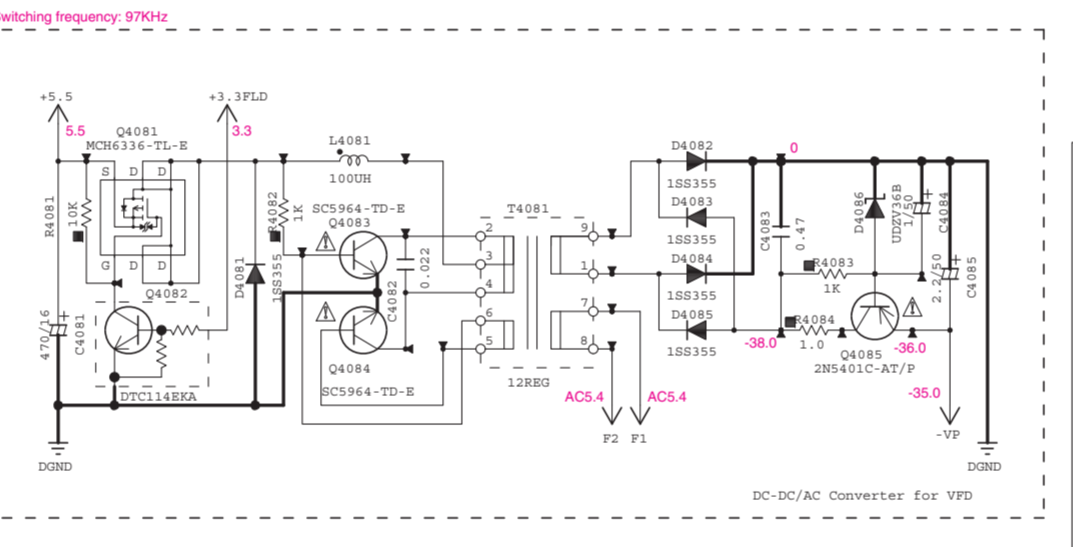 witching frequency: 97KHz
+5.5
+3.3FLD
5.5
3.3
Q4081
MCH6336-TL-E
L4081
100UH
D4082
0
S D D
1SS355
R4081
10K
R4082
1K
SC5964-TD-E
Q4083
T4081
D4083
1SS355
C4083
0.47
D4086
UDZV36B
1/50
C4084
2
9
3
0.022
D4084
R4083
1K
2.2/50
C4085
G D D
1
4
1SS355
Q4082
D4081
1SS355
C4082
7
470/16
C4081
6
D4085
R4084
1.0
5
8
1SS355
-38.0
-36.0
Q4085
2N5401C-AT/P
Q4084
SC5964-TD-E
12REG
DTC114EKA
AC5.4
AC5.4
-35.0
F2
F1
-VP
DGND
DGND
DC-DC/AC Converter for VFD